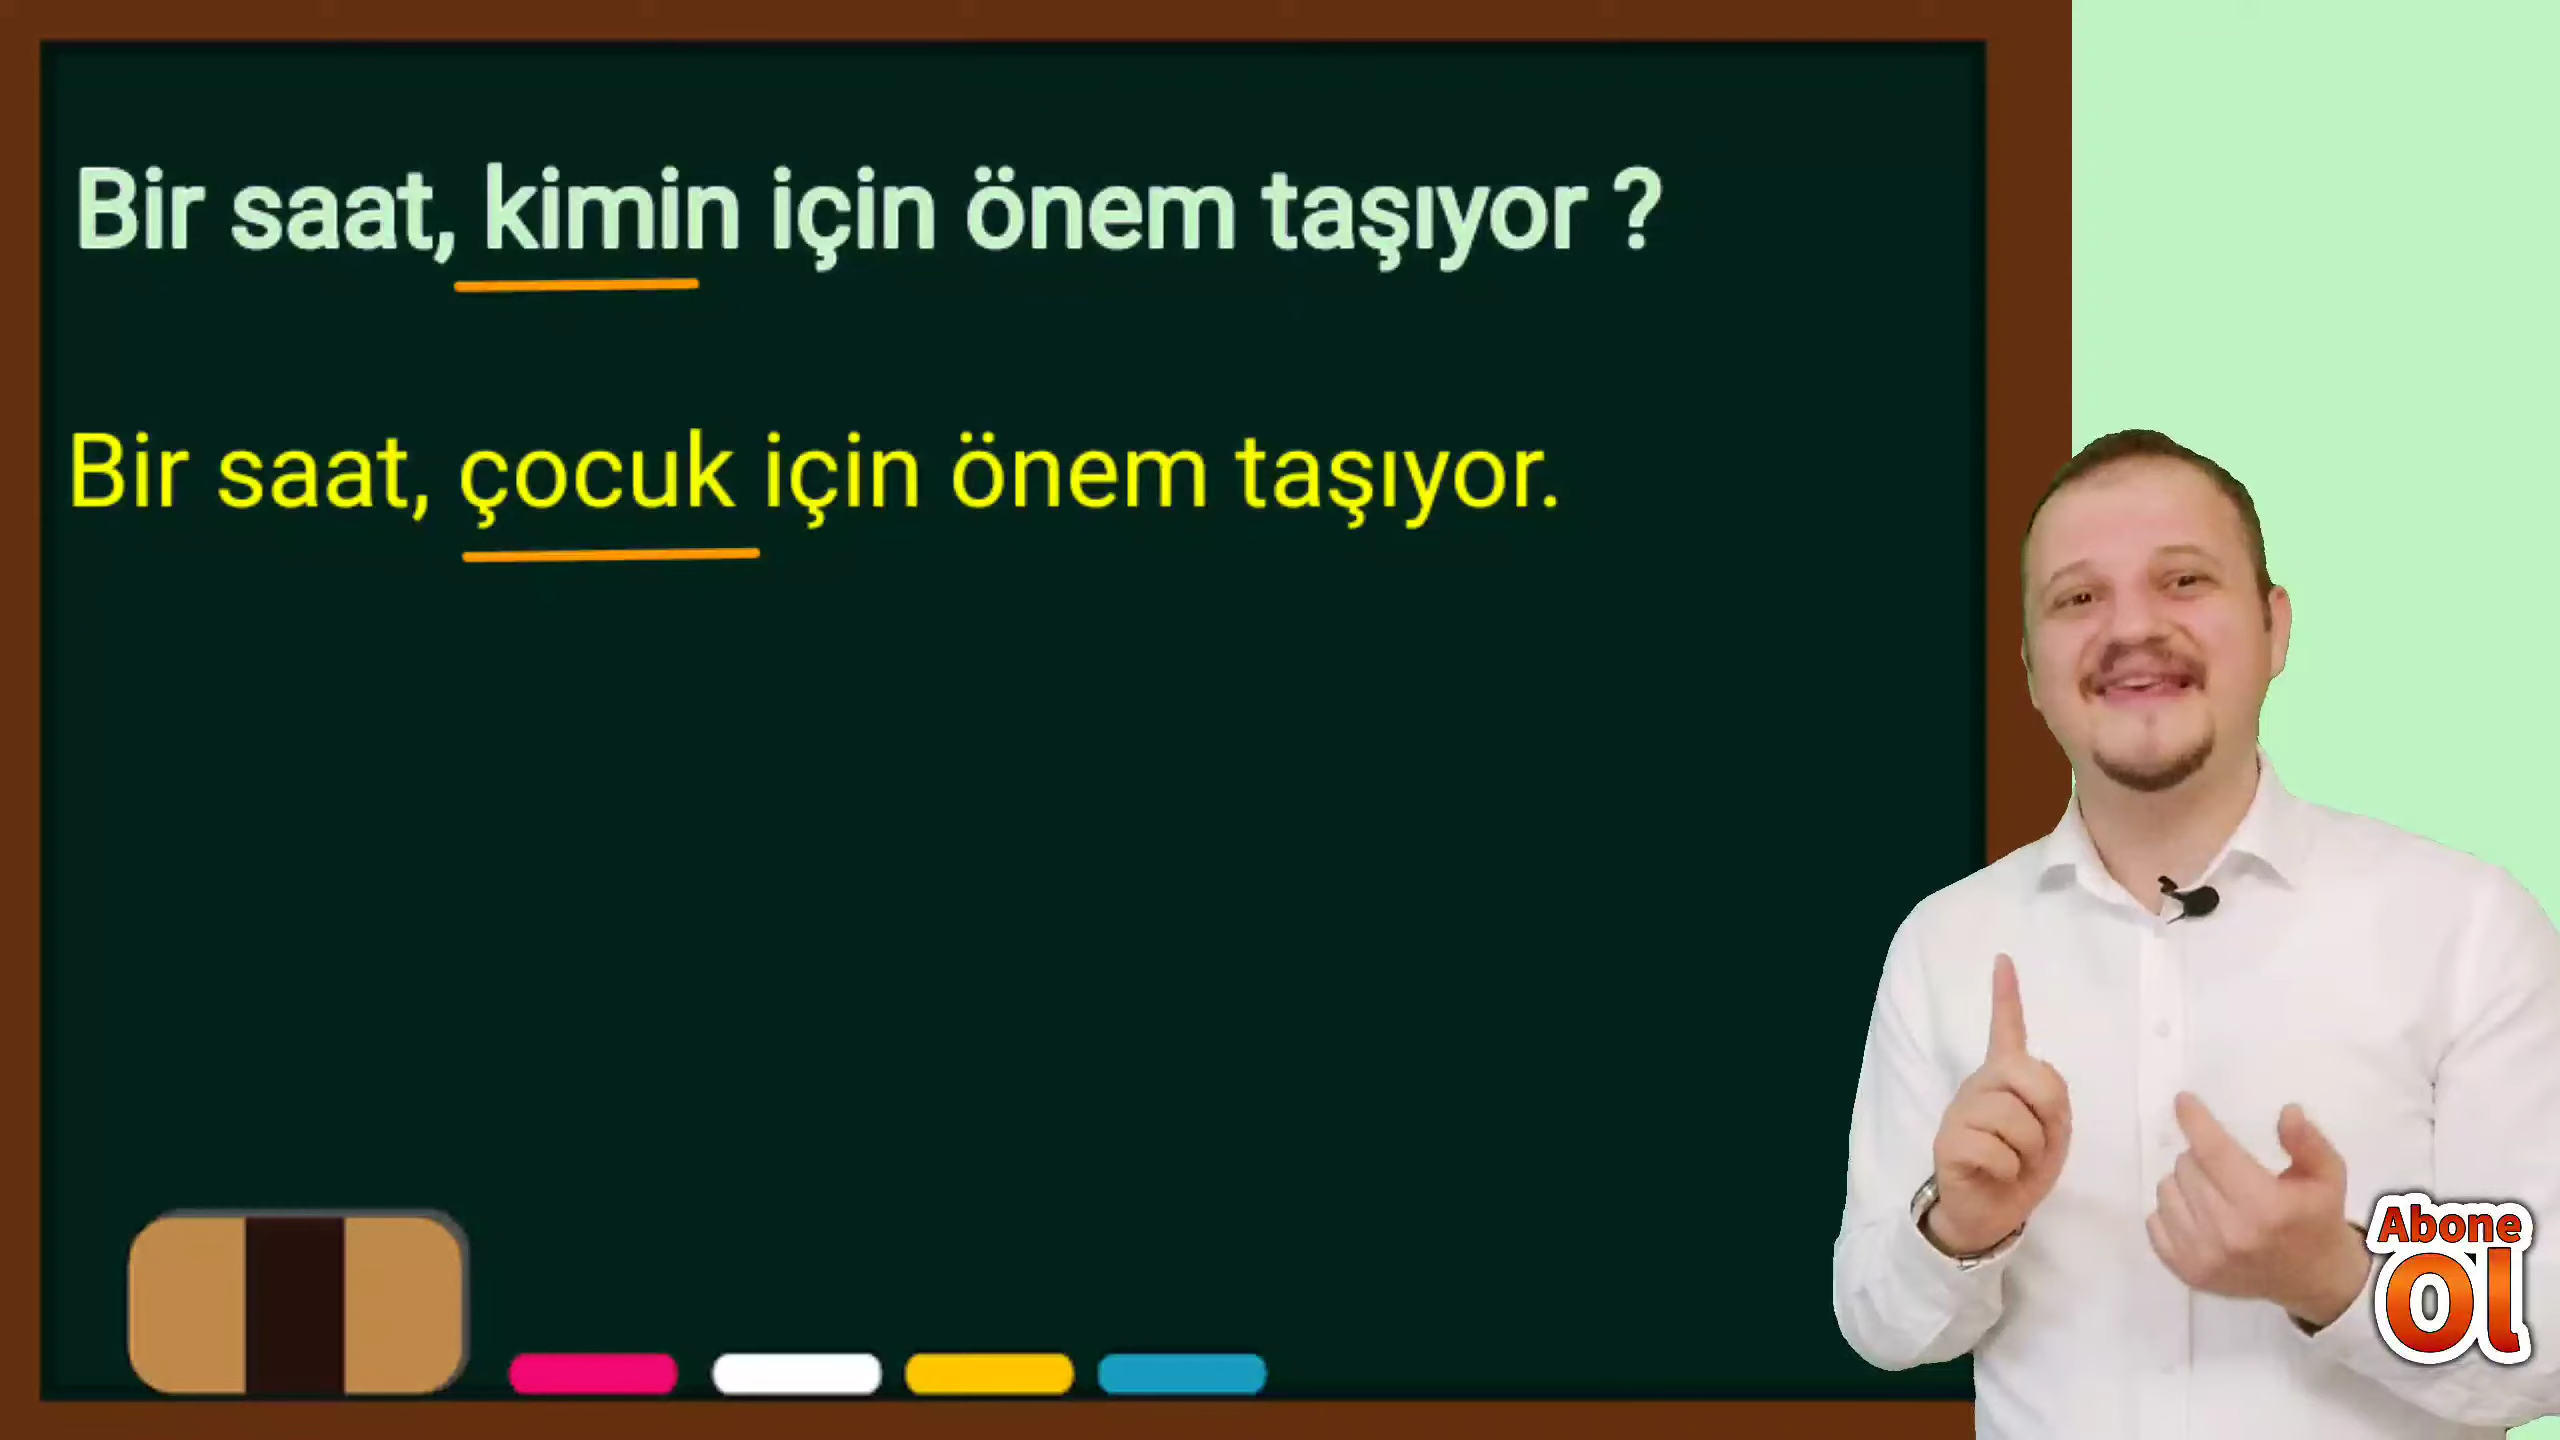 Bir saat, kimin için önem taşıyor ?
Bir saat, çocuk için önem taşıyor.
Abone
Ol